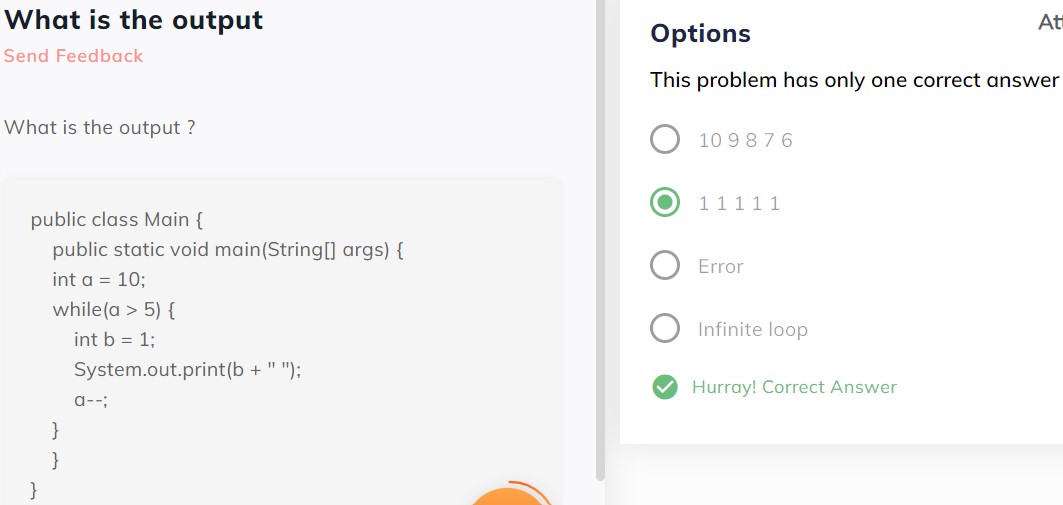 What is the output
Send Feedback
What is the output ?
public class Main {
public static void main(String[] args) {
int a = 10;
while(a > 5) {
int b = 1;
System.out.print(b + " ");
a--;
}
}
}
Options
This problem has only one correct answer
10 9 8 7 6
1 1 1 1 1
Error
Infinite loop
Hurray! Correct Answer